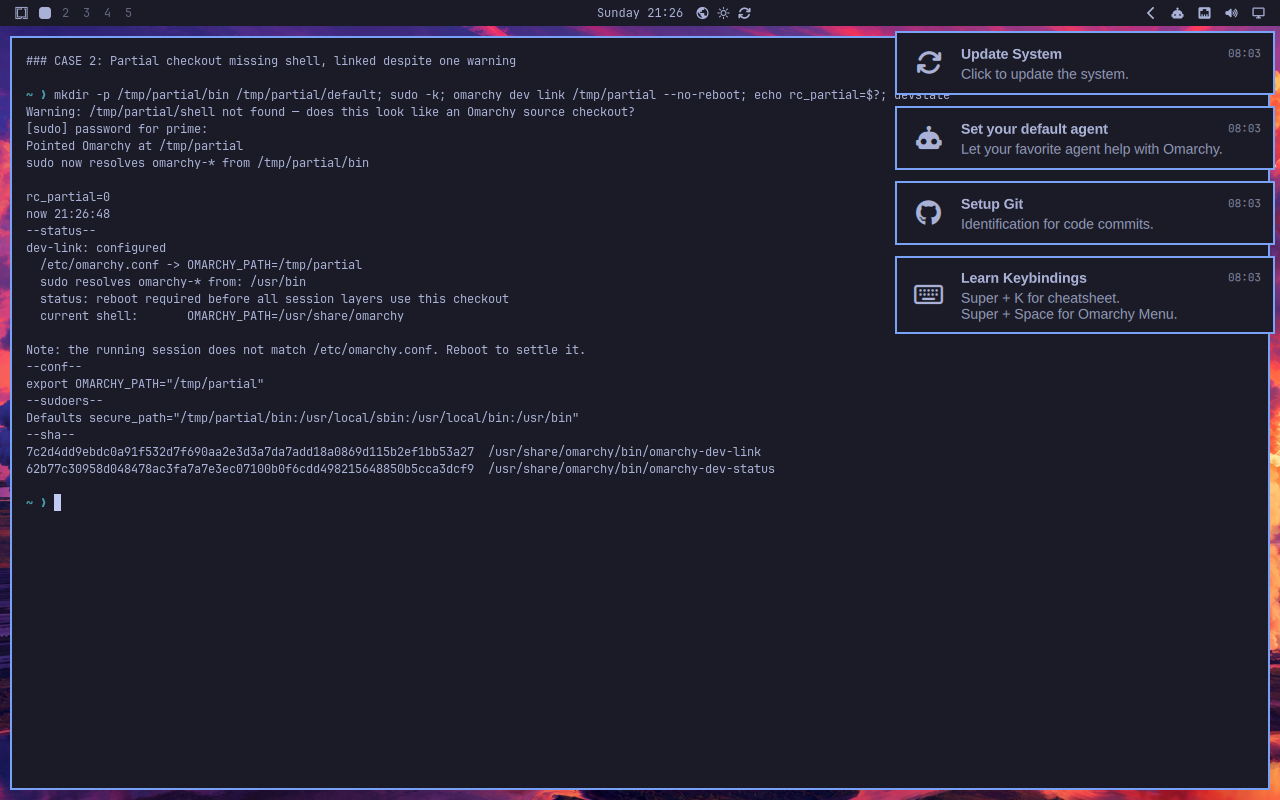 2 3 4 5
Sunday 21:26
### CASE 2: Partial checkout missing shell, linked despite one warning
~ ❯ mkdir -p /tmp/partial/bin /tmp/partial/default; sudo -k; omarchy dev link /tmp/partial --no-reboot; echo rc_partial=$?; devstate
Warning: /tmp/partial/shell not found — does this look like an Omarchy source checkout?
[sudo] password for prime:
Pointed Omarchy at /tmp/partial
sudo now resolves omarchy-* from /tmp/partial/bin
rc_partial=0
now 21:26:48
--status--
dev-link: configured
/etc/omarchy.conf -> OMARCHY_PATH=/tmp/partial
sudo resolves omarchy-* from: /usr/bin
status: reboot required before all session layers use this checkout
current shell: OMARCHY_PATH=/usr/share/omarchy
Note: the running session does not match /etc/omarchy.conf. Reboot to settle it.
--conf--
export OMARCHY_PATH="/tmp/partial"
--sudoers--
Defaults secure_path="/tmp/partial/bin:/usr/local/sbin:/usr/local/bin:/usr/bin"
--sha--
7c2d4dd9ebdc0a91f532d7f690aa2e3d3a7da7add18a0869d115b2ef1bb53a27  /usr/share/omarchy/bin/omarchy-dev-link
62b77c30958d048478ac3fa7a7e3ec07100b0f6cdd498215648850b5cca3dcf9  /usr/share/omarchy/bin/omarchy-dev-status
~ ❯
Update System 08:03
Click to update the system.
Set your default agent 08:03
Let your favorite agent help with Omarchy.
Setup Git 08:03
Identification for code commits.
Learn Keybindings 08:03
Super + K for cheatsheet.
Super + Space for Omarchy Menu.